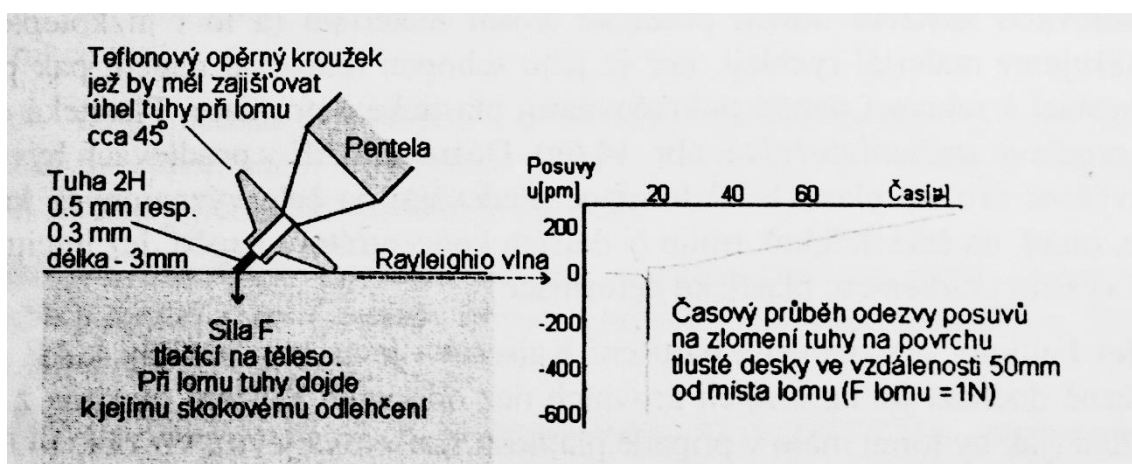 Teflonový opěrný kroužek
jež by měl zajišťovat
úhel tuhy při lomu
cca 45°
Pentela
Tuha 2H
0.5 mm resp.
0.3 mm
délka - 3mm
Rayleighio vlna
Síla F
tlačící na těleso.
Při lomu tuhy dojde
k jejímu skokovému odlehčení
Posuvy
u[pm]
20 40 60 Čas[µ]
200
0
-200
-400
-600
Časový průběh odezvy posuvů
na zlomení tuhy na povrchu
tlusté desky ve vzdálenosti 50mm
od místa lomu (F lomu =1N)